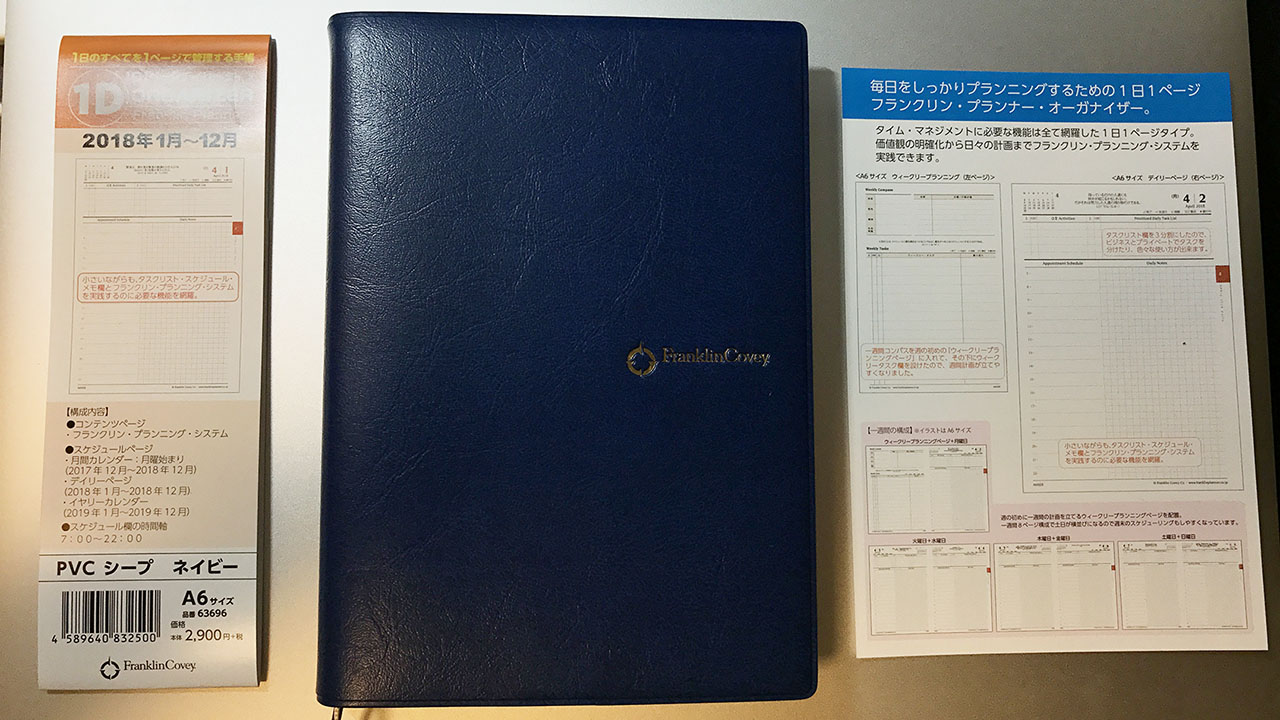 1日のすべてを1ページで管理する手帳
1D
2018年1月～12月
4 1
Appointment Schedule
Daily Notes
小さいながらも、タスクリスト・スケジュール・
メモ欄とフランクリン・プランニング・システム
を実践するのに必要な機能を網羅。
【構成内容】
●コンテンツページ
・フランクリン・プランニング・システム
●スケジュールページ
・月間カレンダー：月曜始まり
(2017年12月～2018年12月)
・デイリーページ
(2018年1月～2018年12月)
・イヤリーカレンダー
(2019年1月～2019年12月)
●スケジュール欄の時間軸
7：00～22：00
PVC シープ　ネイビー
A6サイズ
品番 63696
価格
本体 2,900円+税
4 589640 832500
FranklinCovey
FranklinCovey
毎日をしっかりプランニングするための1日1ページ
フランクリン・プランナー・オーガナイザー。
タイム・マネジメントに必要な機能は全て網羅した1日1ページタイプ。
価値観の明確化から日々の計画までフランクリン・プランニング・システムを
実践できます。
<A6サイズ　ウィークリープランニング（左ページ）>
Weekly Compass
Weekly Tasks
一週間コンパスを週の初めの「ウィークリープラ
ンニングページ」に入れて、その下にウィーク
リータスク欄を設けたので、週間計画が立てや
すくなりました。
<A6サイズ　デイリーページ（右ページ）>
4 2
April 2018
Prioritized Daily Task List
タスクリスト欄を3分割にしたので、
ビジネスとプライベートでタスクを
分けたり、色々な使い方が出来ます。
Appointment Schedule
Daily Notes
小さいながらも、タスクリスト・スケジュール・
メモ欄とフランクリン・プランニング・システム
を実践するのに必要な機能を網羅。
【一週間の構成】※イラストはA6サイズ
ウィークリープランニングページ+月曜日
週の初めに一週間の計画を立てるウィークリープランニングページを配置。
一週間8ページ構成で土日が横並びになるので週末のスケジューリングもしやすくなっています。
火曜日+水曜日
木曜日+金曜日
土曜日+日曜日